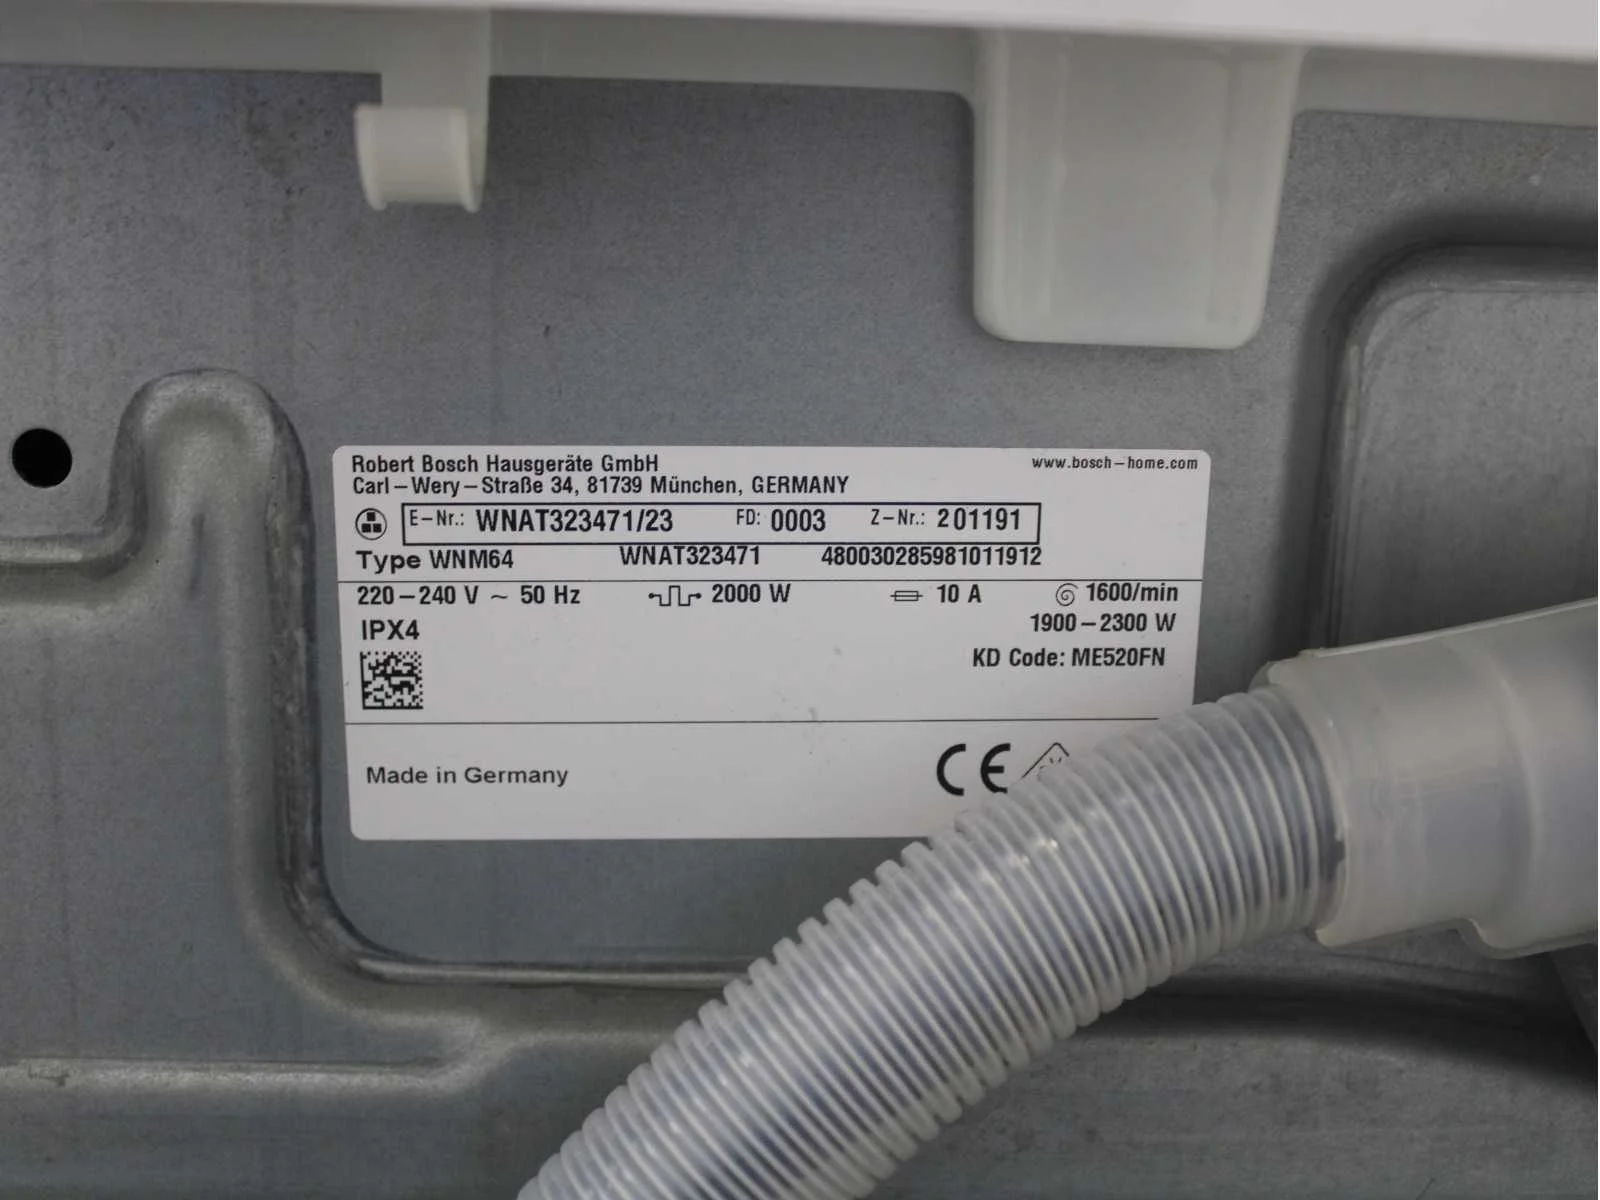 Robert Bosch Hausgeräte GmbH www.bosch-home.com
Carl-Wery-Straße 34, 81739 München, GERMANY
E-Nr.: WNAT323471/23 FD: 0003 Z-Nr.: 201191
Type WNM64 WNAT323471 480030285981011912
220-240 V ~ 50 Hz 2000 W 10 A 1600/min
IPX4 1900-2300 W
KD Code: ME520FN
Made in Germany CE